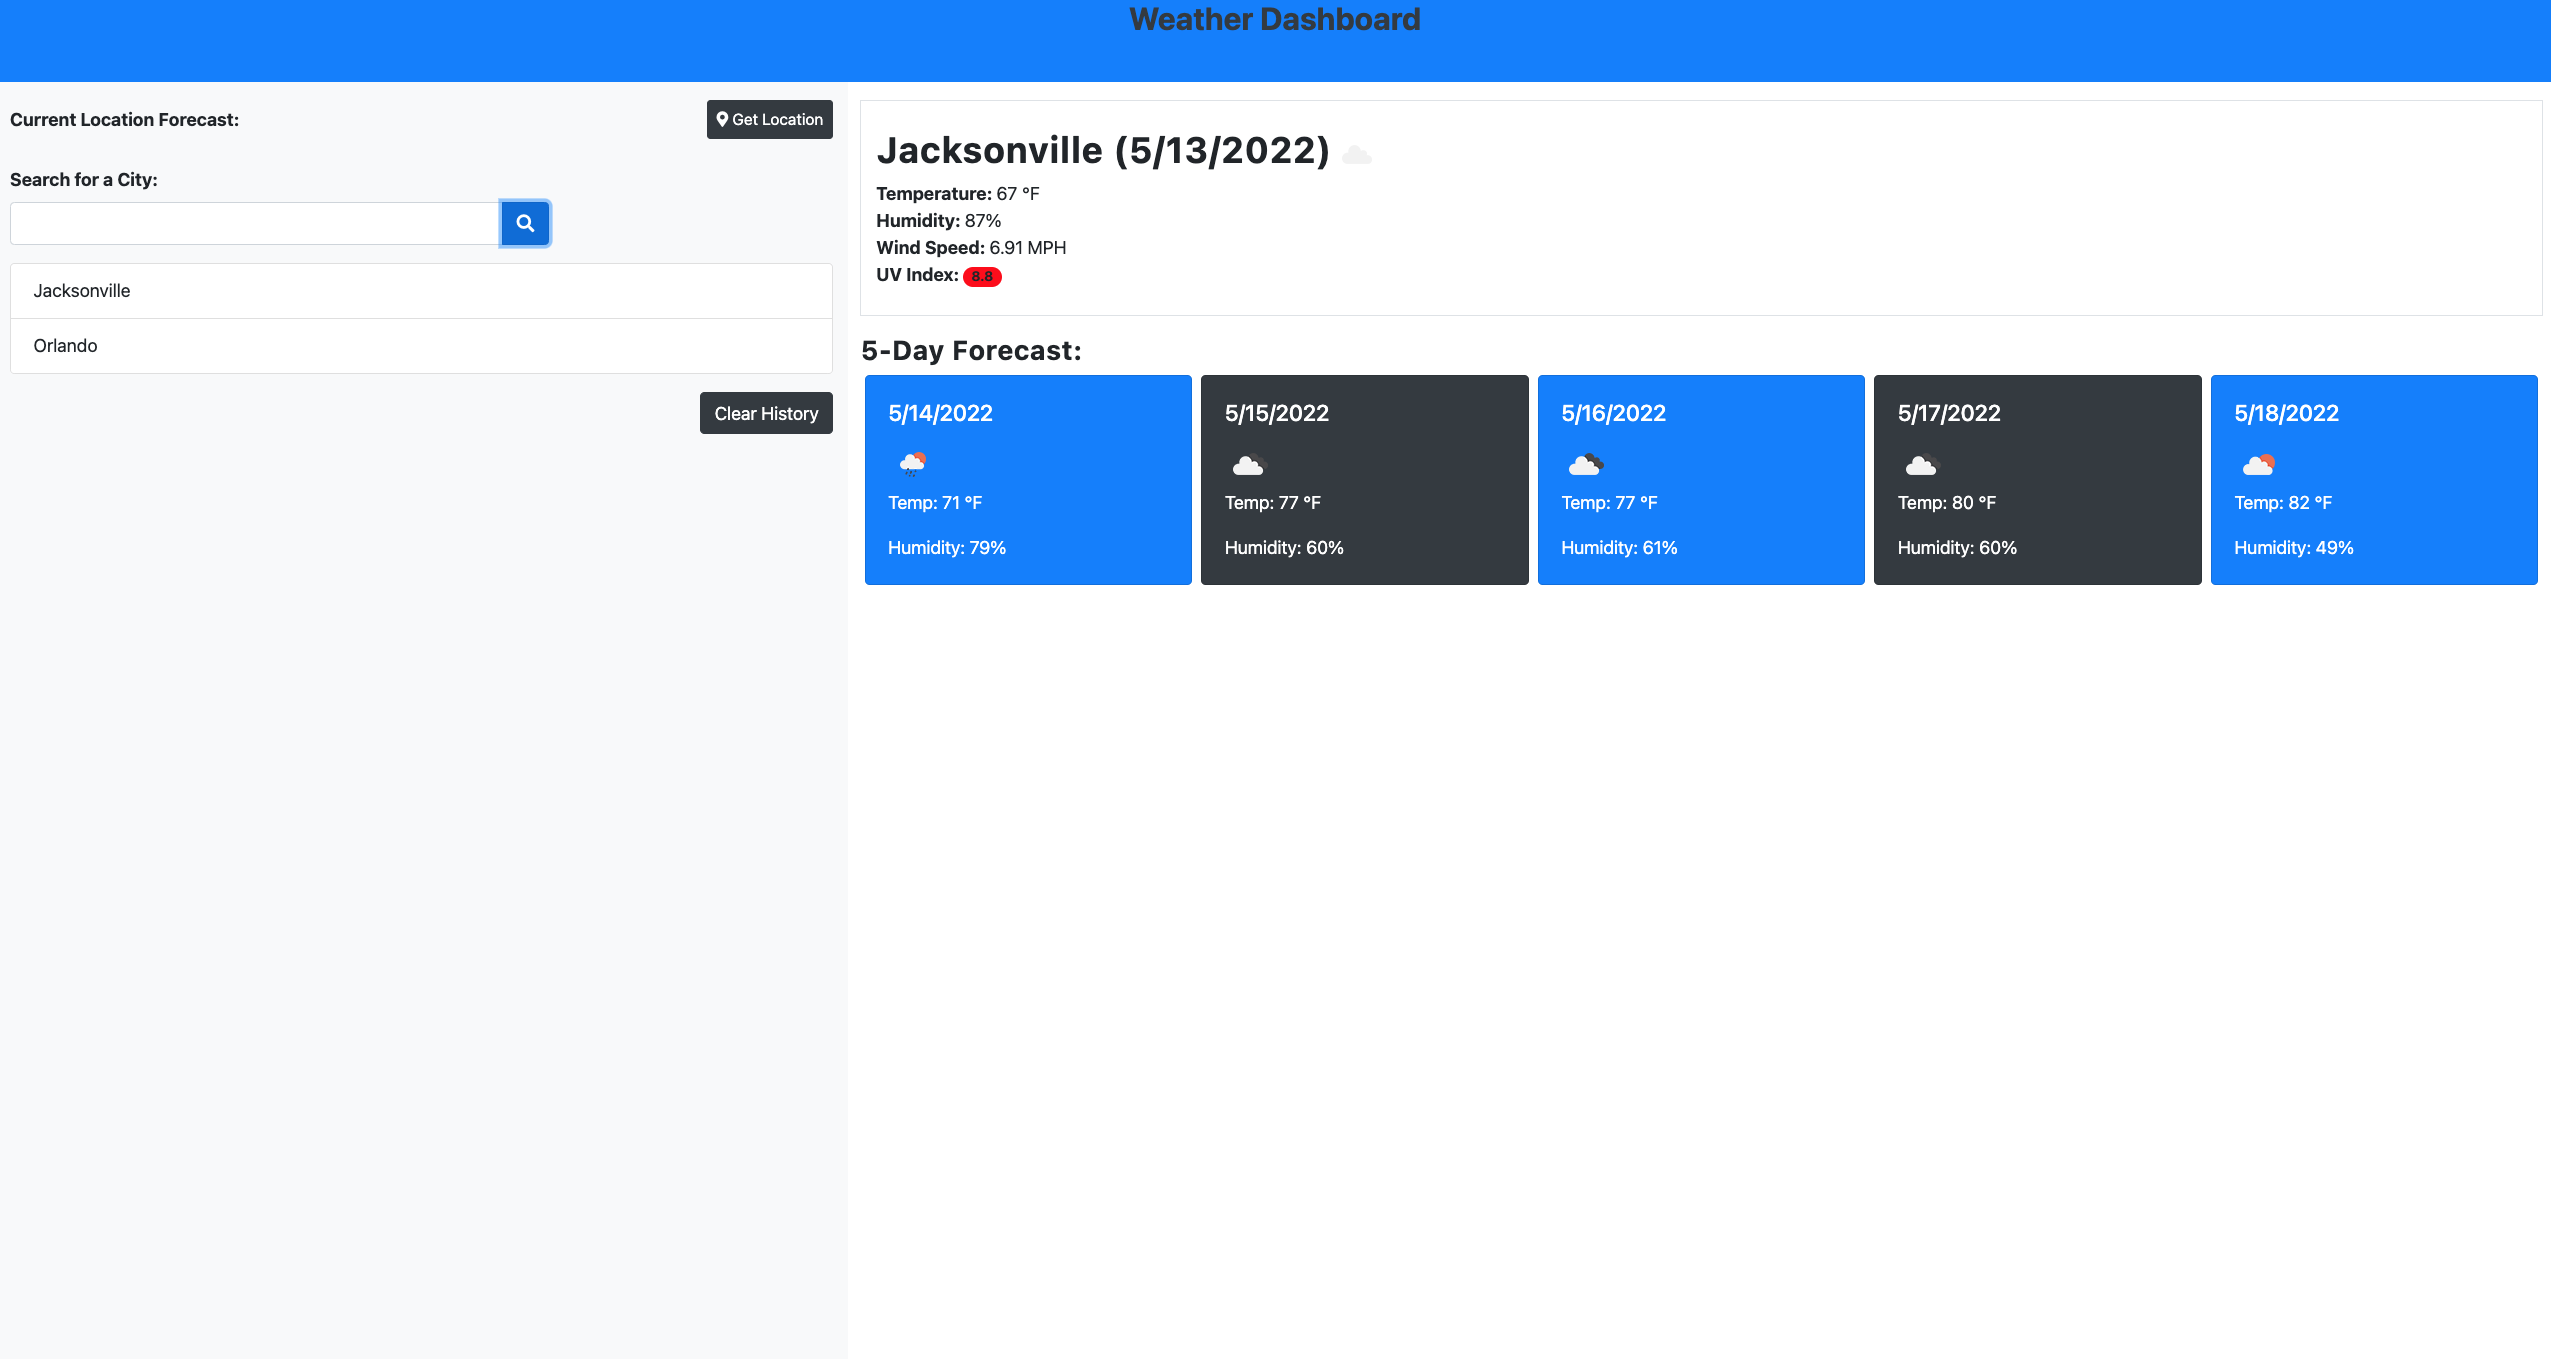 Weather Dashboard
Current Location Forecast:
Get Location
Search for a City:
Jacksonville
Orlando
Clear History
Jacksonville (5/13/2022)
Temperature: 67 °F
Humidity: 87%
Wind Speed: 6.91 MPH
UV Index: 8.8
5-Day Forecast:
5/14/2022
Temp: 71 °F
Humidity: 79%
5/15/2022
Temp: 77 °F
Humidity: 60%
5/16/2022
Temp: 77 °F
Humidity: 61%
5/17/2022
Temp: 80 °F
Humidity: 60%
5/18/2022
Temp: 82 °F
Humidity: 49%